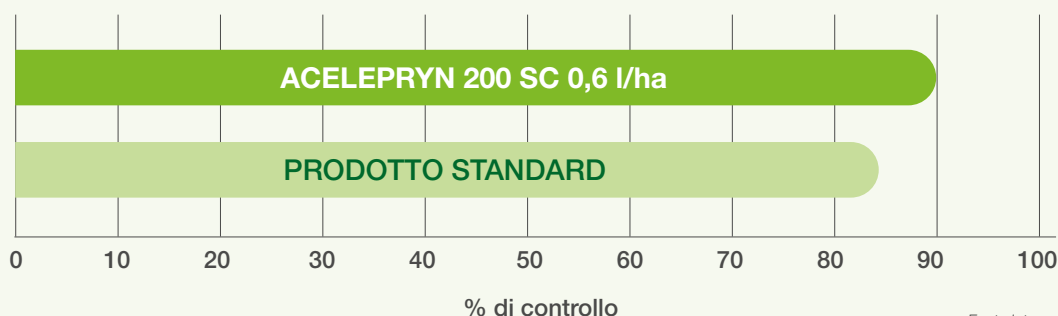 ACELEPRYN 200 SC 0,6 l/ha
PRODOTTO STANDARD
0 10 20 30 40 50 60 70 80 90 100
% di controllo